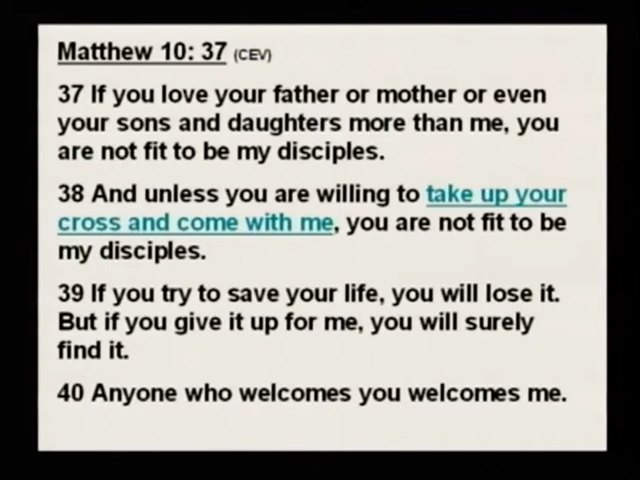 Matthew 10: 37 (CEV)
37 If you love your father or mother or even
your sons and daughters more than me, you
are not fit to be my disciples.
38 And unless you are willing to take up your
cross and come with me, you are not fit to be
my disciples.
39 If you try to save your life, you will lose it.
But if you give it up for me, you will surely
find it.
40 Anyone who welcomes you welcomes me.